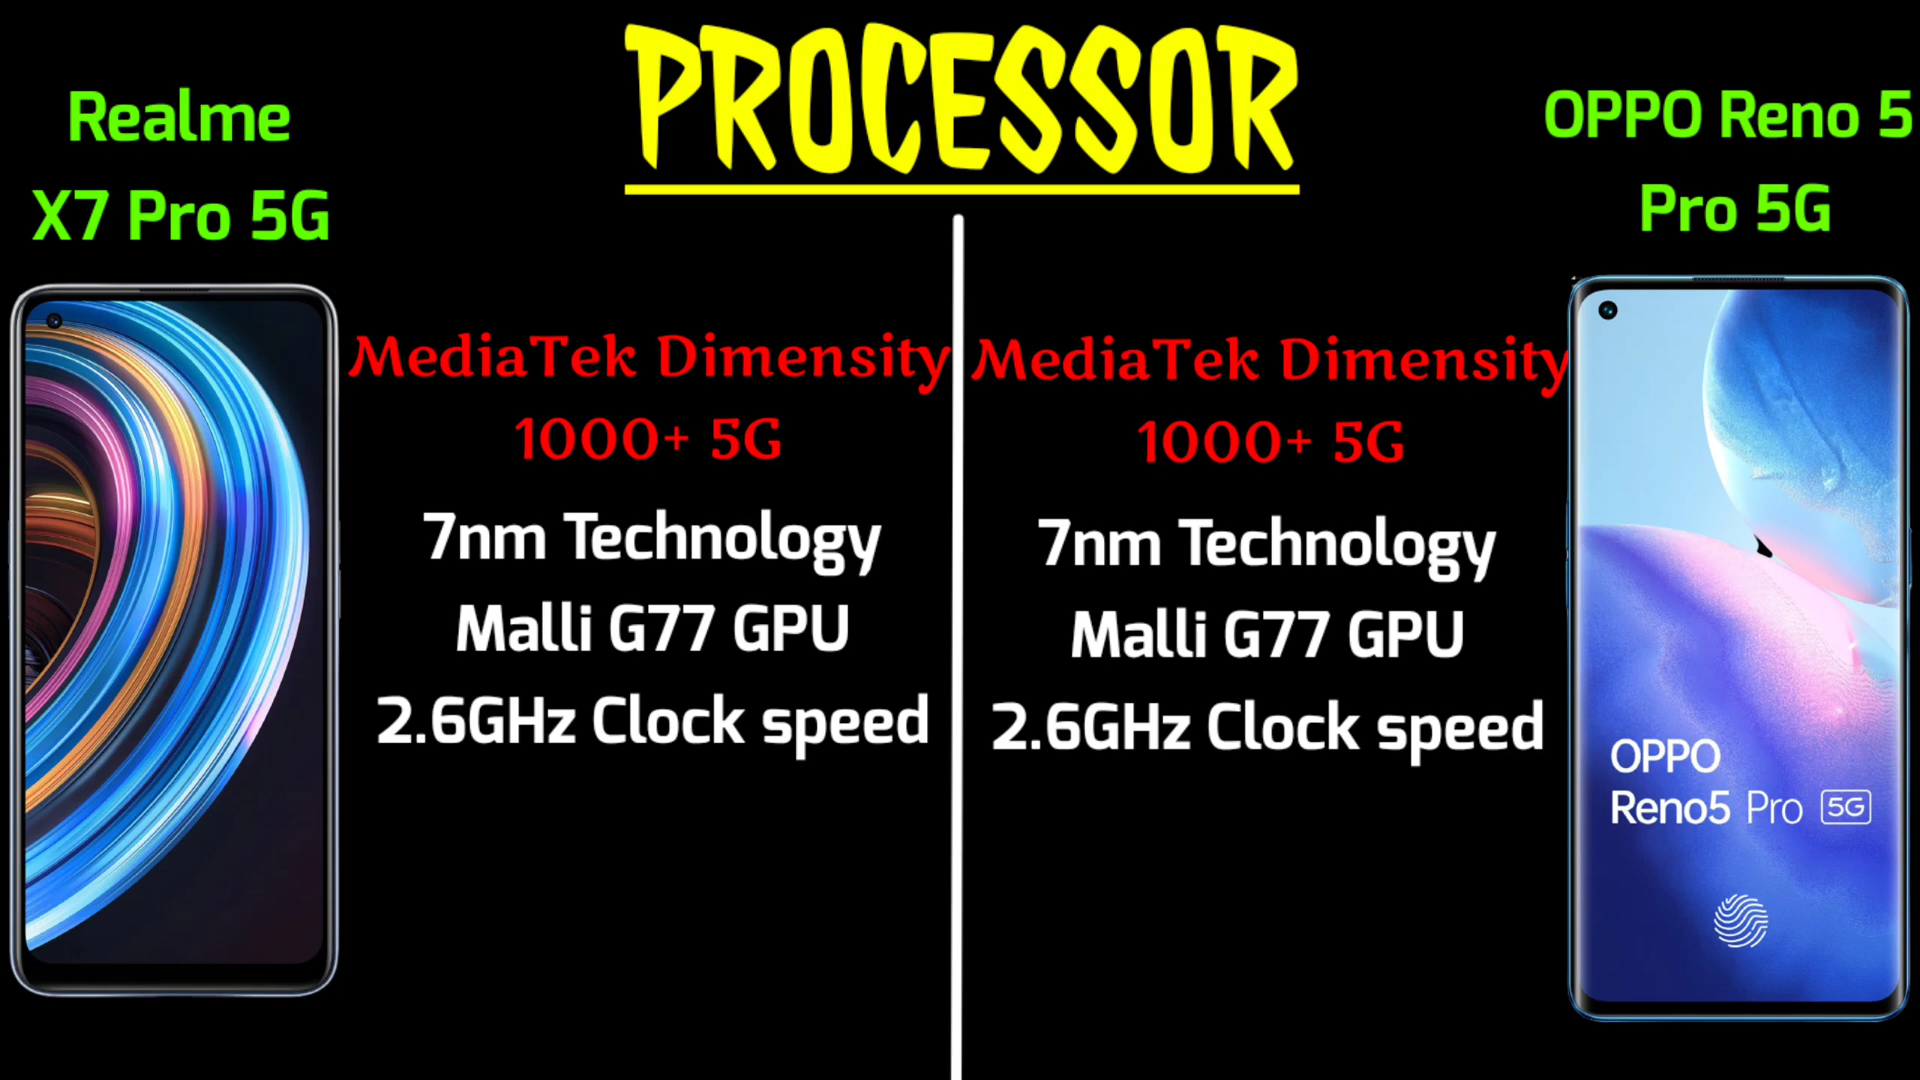 PROCESSOR
Realme
X7 Pro 5G
MediaTek Dimensity
1000+ 5G
7nm Technology
Malli G77 GPU
2.6GHz Clock speed
OPPO Reno 5
Pro 5G
MediaTek Dimensity
1000+ 5G
7nm Technology
Malli G77 GPU
2.6GHz Clock speed
OPPO
Reno5 Pro 5G